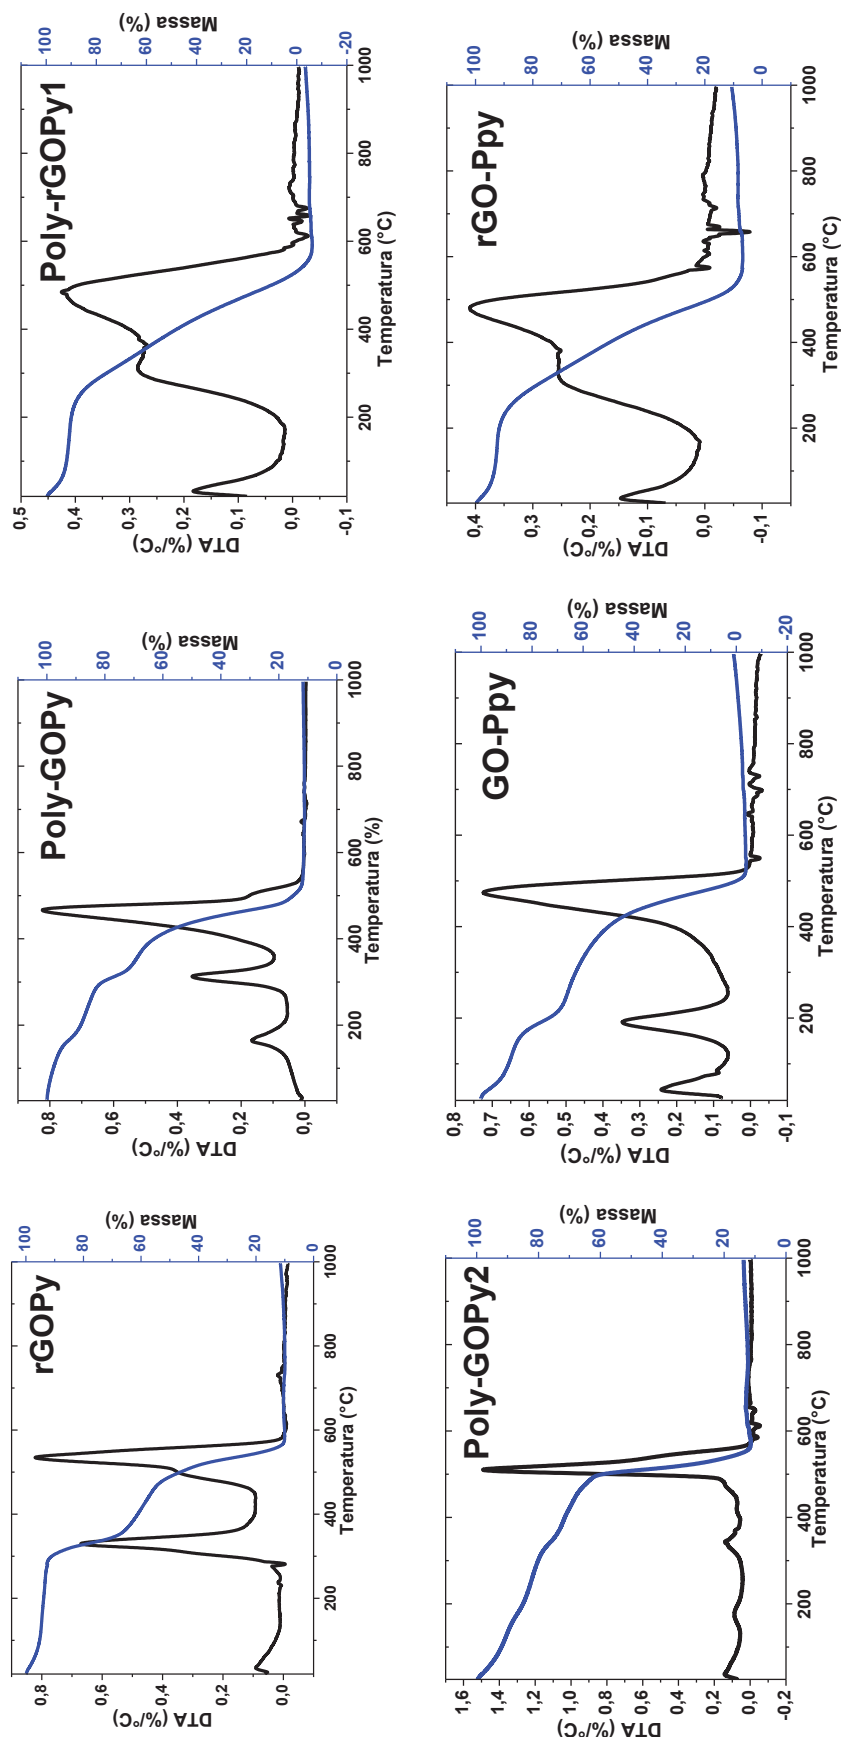 rGOPy
DTA (%/°C)
0,8
0,6
0,4
0,2
0,0
200 400 600 800 1000
Temperatura (°C)
100
80
60
40
20
0
Massa (%)
Poly-GOPy
DTA (%/°C)
0,8
0,6
0,4
0,2
0,0
200 400 600 800 1000
Temperatura (%)
100
80
60
40
20
0
Massa (%)
Poly-rGOPy1
DTA (%/°C)
0,5
0,4
0,3
0,2
0,1
0,0
-0,1
200 400 600 800 1000
Temperatura (°C)
100
80
60
40
20
0
-20
Massa (%)
Poly-GOPy2
DTA (%/°C)
1,6
1,4
1,2
1,0
0,8
0,6
0,4
0,2
0,0
-0,2
200 400 600 800 1000
Temperatura (°C)
100
80
60
40
20
0
Massa (%)
GO-Ppy
DTA (%/°C)
0,8
0,7
0,6
0,5
0,4
0,3
0,2
0,1
0,0
-0,1
200 400 600 800 1000
Temperatura (°C)
100
80
60
40
20
0
-20
Massa (%)
rGO-Ppy
DTA (%/°C)
0,4
0,3
0,2
0,1
0,0
-0,1
200 400 600 800 1000
Temperatura (°C)
100
80
60
40
20
0
Massa (%)